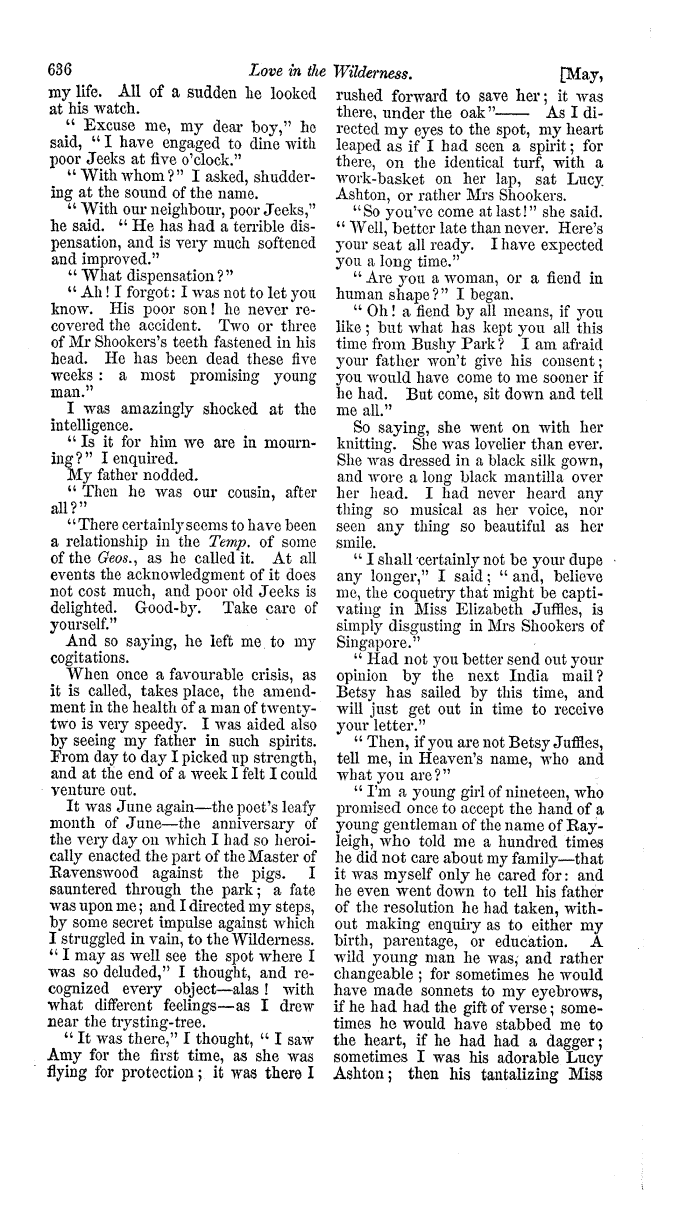 636
Love in the Wilderness.
[May,
my life. All of a sudden he looked
at his watch.
“ Excuse me, my dear boy,” he
said, “ I have engaged to dine with
poor Jeeks at five o'clock.”
“ With whom ?” I asked, shudder-
ing at the sound of the name.
“ With our neighbour, poor Jeeks,”
he said. “ He has had a terrible dis-
pensation, and is very much softened
and improved.”
“ What dispensation ?”
“ Ah ! I forgot: I was not to let you
know. His poor son ! he never re-
covered the accident. Two or three
of Mr Shookers's teeth fastened in his
head. He has been dead these five
weeks : a most promising young
man.”
I was amazingly shocked at the
intelligence.
“ Is it for him we are in mourn-
ing ?” I enquired.
My father nodded.
“ Then he was our cousin, after
all ?”
“ There certainly seems to have been
a relationship in the Temp. of some
of the Geos., as he called it. At all
events the acknowledgment of it does
not cost much, and poor old Jeeks is
delighted. Good-by. Take care of
yourself.”
And so saying, he left me to my
cogitations.
When once a favourable crisis, as
it is called, takes place, the amend-
ment in the health of a man of twenty-
two is very speedy. I was aided also
by seeing my father in such spirits.
From day to day I picked up strength,
and at the end of a week I felt I could
venture out.
It was June again—the poet's leafy
month of June—the anniversary of
the very day on which I had so heroi-
cally enacted the part of the Master of
Ravenswood against the pigs. I
sauntered through the park ; a fate
was upon me ; and I directed my steps,
by some secret impulse against which
I struggled in vain, to the Wilderness.
“ I may as well see the spot where I
was so deluded,” I thought, and re-
cognized every object—alas ! with
what different feelings—as I drew
near the trysting-tree.
“ It was there,” I thought, “ I saw
Amy for the first time, as she was
flying for protection ; it was there I
rushed forward to save her ; it was
there, under the oak”—— As I di-
rected my eyes to the spot, my heart
leaped as if I had seen a spirit ; for
there, on the identical turf, with a
work-basket on her lap, sat Lucy
Ashton, or rather Mrs Shookers.
“ So you've come at last!” she said.
“ Well, better late than never. Here's
your seat all ready. I have expected
you a long time.”
“ Are you a woman, or a fiend in
human shape ?” I began.
“ Oh ! a fiend by all means, if you
like ; but what has kept you all this
time from Bushy Park ? I am afraid
your father won't give his consent ;
you would have come to me sooner if
he had. But come, sit down and tell
me all.”
So saying, she went on with her
knitting. She was lovelier than ever.
She was dressed in a black silk gown,
and wore a long black mantilla over
her head. I had never heard any
thing so musical as her voice, nor
seen any thing so beautiful as her
smile.
“ I shall certainly not be your dupe
any longer,” I said ; “ and, believe
me, the coquetry that might be capti-
vating in Miss Elizabeth Juffles, is
simply disgusting in Mrs Shookers of
Singapore.”
“ Had not you better send out your
opinion by the next India mail ?
Betsy has sailed by this time, and
will just get out in time to receive
your letter.”
“ Then, if you are not Betsy Juffles,
tell me, in Heaven's name, who and
what you are ?”
“ I'm a young girl of nineteen, who
promised once to accept the hand of a
young gentleman of the name of Ray-
leigh, who told me a hundred times
he did not care about my family—that
it was myself only he cared for : and
he even went down to tell his father
of the resolution he had taken, with-
out making enquiry as to either my
birth, parentage, or education. A
wild young man he was, and rather
changeable ; for sometimes he would
have made sonnets to my eyebrows,
if he had had the gift of verse ; some-
times he would have stabbed me to
the heart, if he had had a dagger ;
sometimes I was his adorable Lucy
Ashton ; then his tantalizing Miss